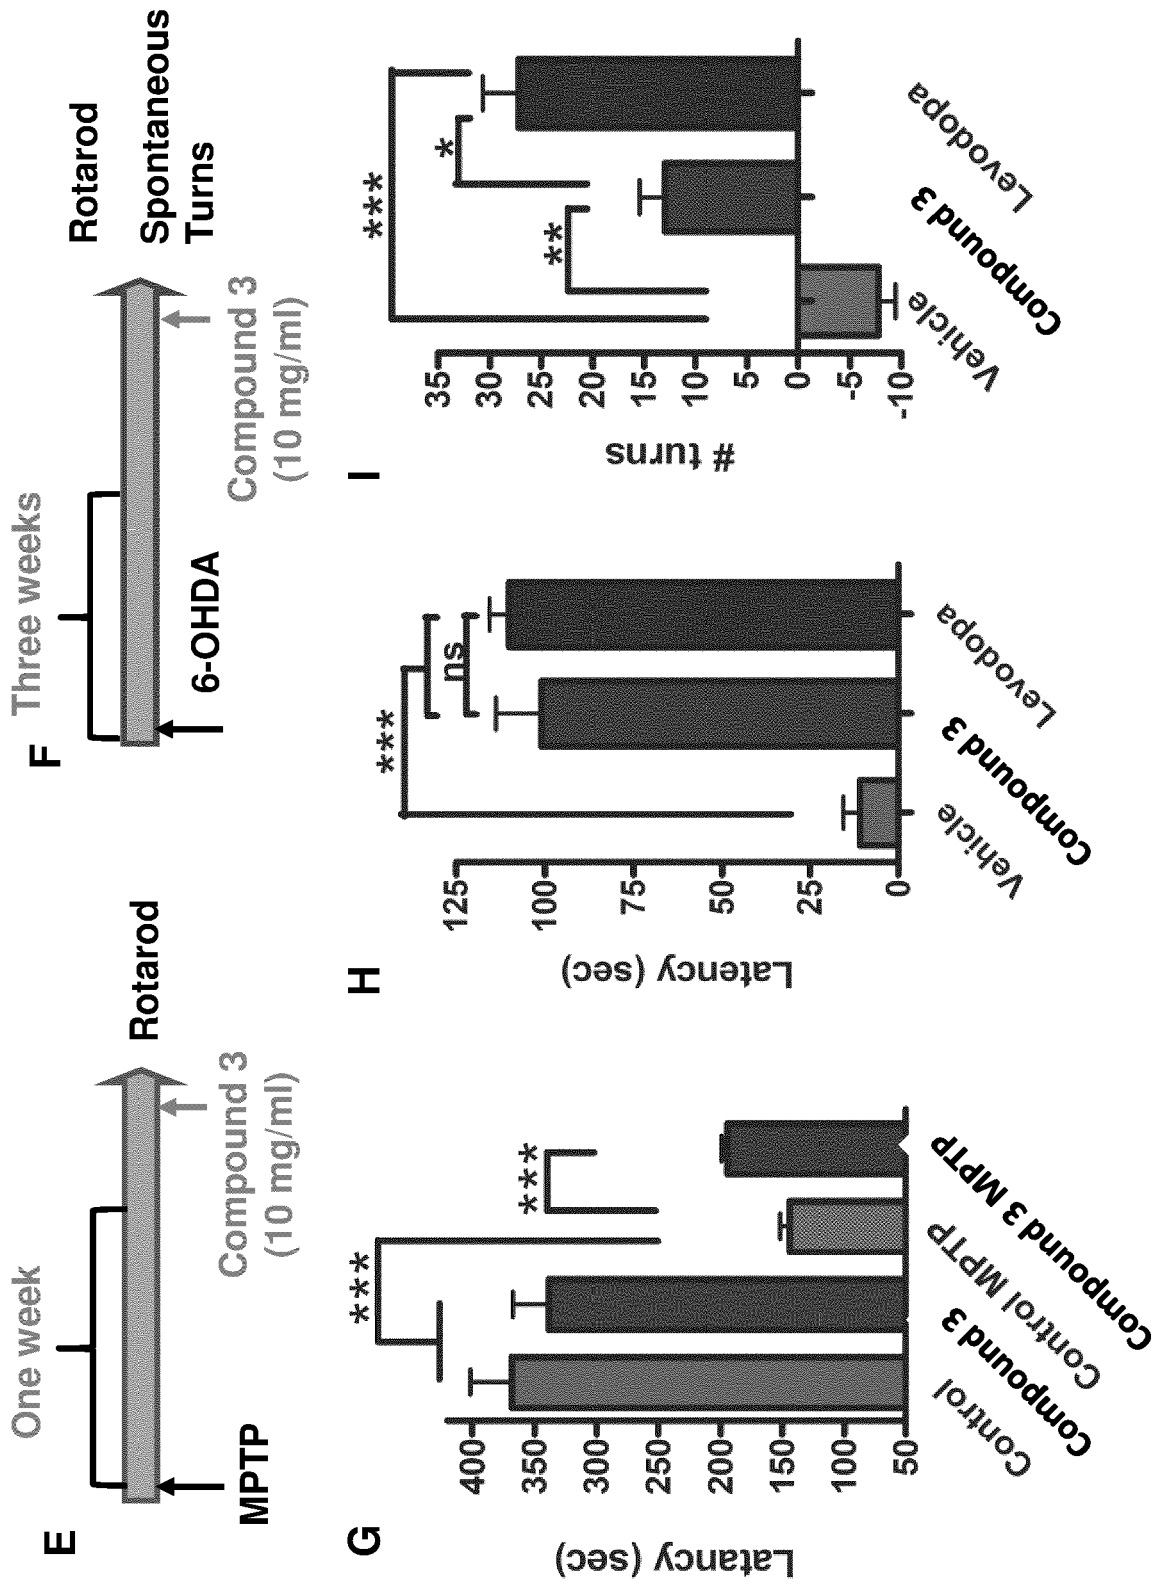 E
One week
MPTP
Compound 3
(10 mg/ml)
Rotarod
F
Three weeks
6-OHDA
Compound 3
(10 mg/ml)
Rotarod
Spontaneous
Turns
G
Latancy (sec)
400
350
300
250
200
150
100
50
***
***
Control
Compound 3
Control MPTP
Compound 3 MPTP
H
Latency (sec)
125
100
75
50
25
0
***
ns
Vehicle
Compound 3
Levodopa
I
# turns
35
30
25
20
15
10
5
0
-5
-10
***
**
*
Vehicle
Compound 3
Levodopa